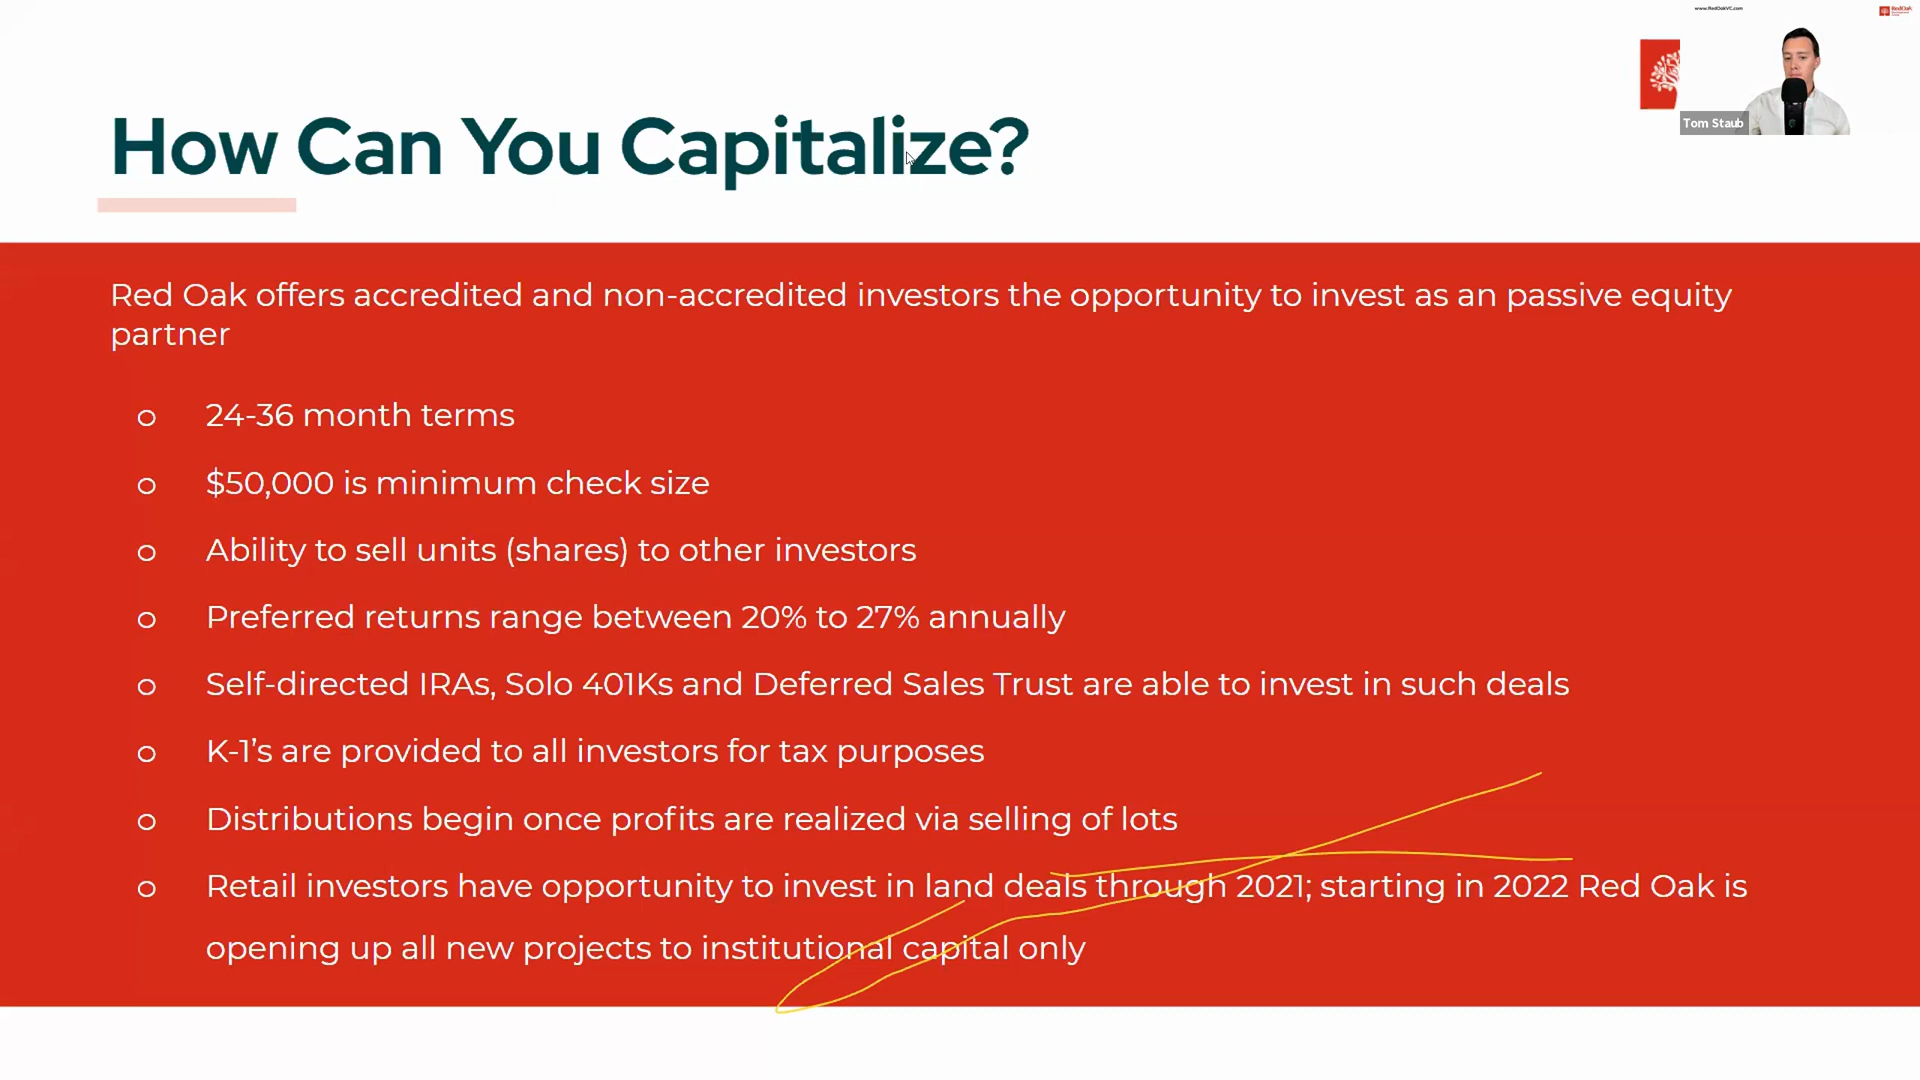 www.RedOakVC.com
RedOak
Tom Staub
How Can You Capitalize?
Red Oak offers accredited and non-accredited investors the opportunity to invest as an passive equity
partner
o 24-36 month terms
o $50,000 is minimum check size
o Ability to sell units (shares) to other investors
o Preferred returns range between 20% to 27% annually
o Self-directed IRAs, Solo 401Ks and Deferred Sales Trust are able to invest in such deals
o K-1’s are provided to all investors for tax purposes
o Distributions begin once profits are realized via selling of lots
o Retail investors have opportunity to invest in land deals through 2021; starting in 2022 Red Oak is
opening up all new projects to institutional capital only